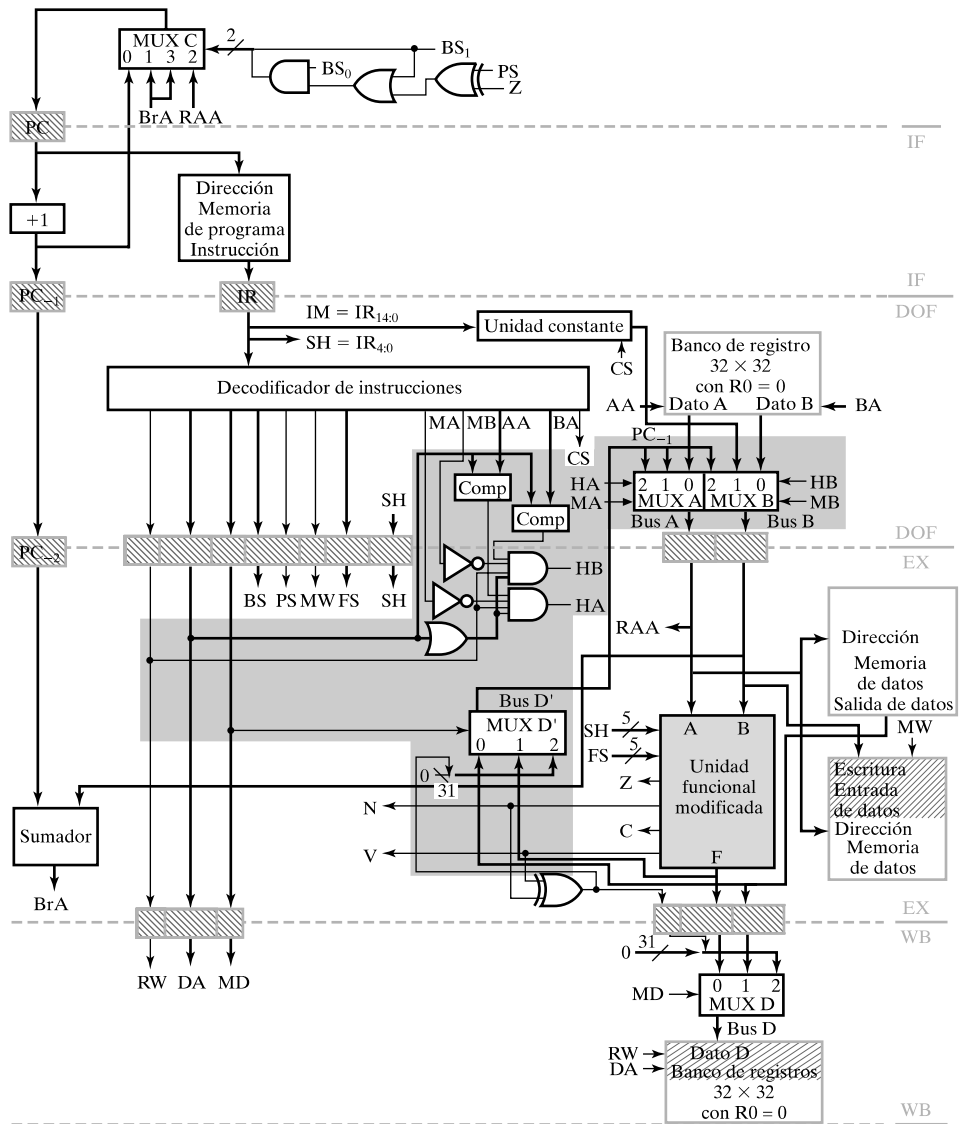 MUX C
0 1 3 2
2
BS1
BS0
PS
Z
BrA RAA
PC
IF
Dirección
Memoria
de programa
Instrucción
+1
PC−1
IR
IF
DOF
IM = IR14:0
SH = IR4:0
Unidad constante
CS
Banco de registro
32 × 32
con R0 = 0
Dato A Dato B
AA
BA
Decodificador de instrucciones
MA MB AA BA
CS
PC−1
Comp
Comp
HA
MA
2 1 0 2 1 0
MUX A MUX B
HB
MB
Bus A
Bus B
SH
PC−2
DOF
EX
BS PS MW FS SH
HB
HA
RAA
Dirección
Memoria
de datos
Salida de datos
MW
Bus D'
MUX D'
0 1 2
SH
5
FS
5
A B
Unidad
funcional
modificada
F
Z
C
0
31
N
V
Escritura
Entrada
de datos
Dirección
Memoria
de datos
Sumador
BrA
EX
WB
RW DA MD
0
31
MD
0 1 2
MUX D
Bus D
RW
DA
Dato D
Banco de registros
32 × 32
con R0 = 0
WB